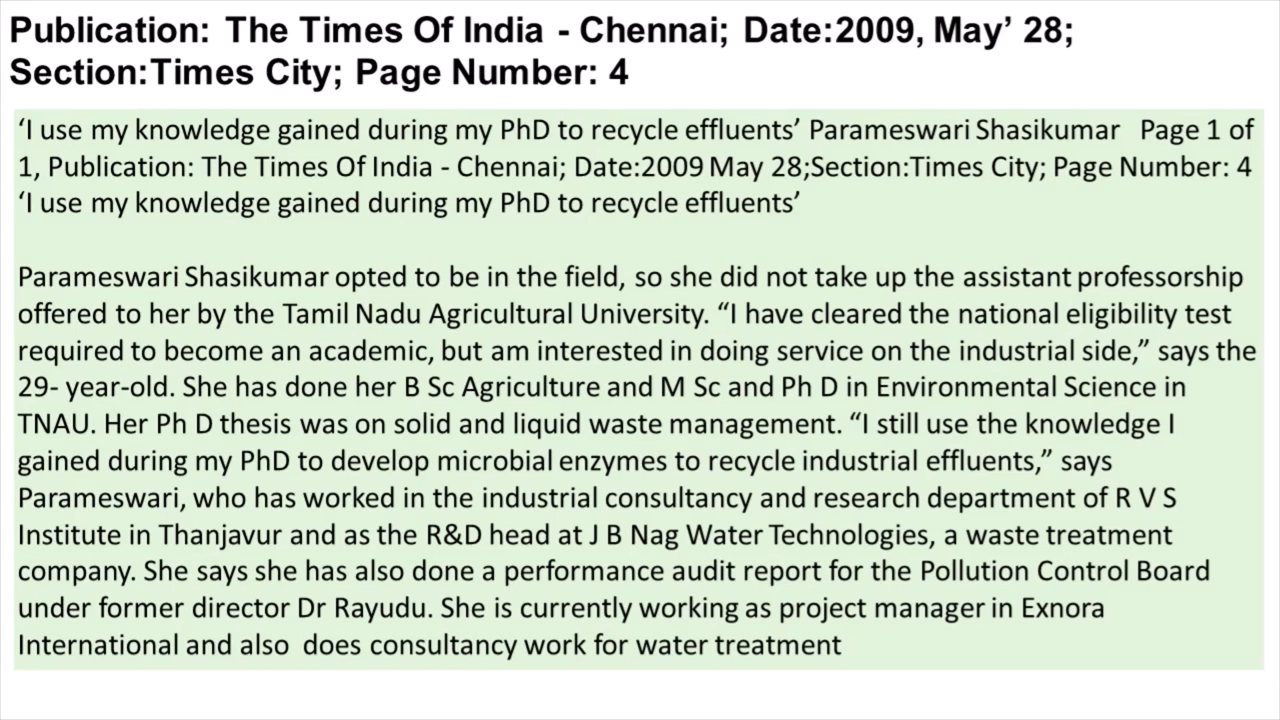 Publication: The Times Of India - Chennai; Date:2009, May’ 28;
Section:Times City; Page Number: 4
‘I use my knowledge gained during my PhD to recycle effluents’ Parameswari Shasikumar Page 1 of
1, Publication: The Times Of India - Chennai; Date:2009 May 28;Section:Times City; Page Number: 4
‘I use my knowledge gained during my PhD to recycle effluents’
Parameswari Shasikumar opted to be in the field, so she did not take up the assistant professorship
offered to her by the Tamil Nadu Agricultural University. “I have cleared the national eligibility test
required to become an academic, but am interested in doing service on the industrial side,” says the
29- year-old. She has done her B Sc Agriculture and M Sc and Ph D in Environmental Science in
TNAU. Her Ph D thesis was on solid and liquid waste management. “I still use the knowledge I
gained during my PhD to develop microbial enzymes to recycle industrial effluents,” says
Parameswari, who has worked in the industrial consultancy and research department of R V S
Institute in Thanjavur and as the R&D head at J B Nag Water Technologies, a waste treatment
company. She says she has also done a performance audit report for the Pollution Control Board
under former director Dr Rayudu. She is currently working as project manager in Exnora
International and also does consultancy work for water treatment